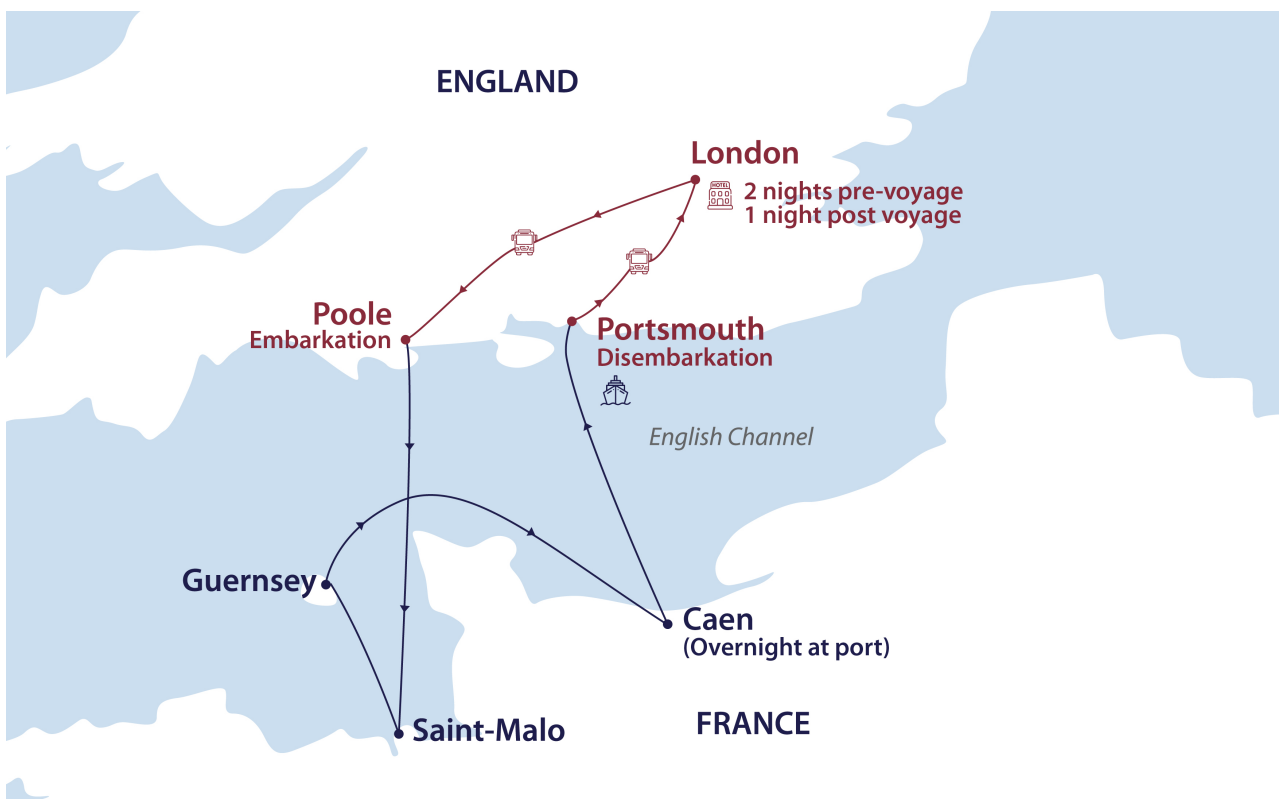 ENGLAND
London
HOTEL
2 nights pre-voyage
1 night post voyage
Poole
Embarkation
Portsmouth
Disembarkation
English Channel
Guernsey
Caen
(Overnight at port)
Saint-Malo
FRANCE